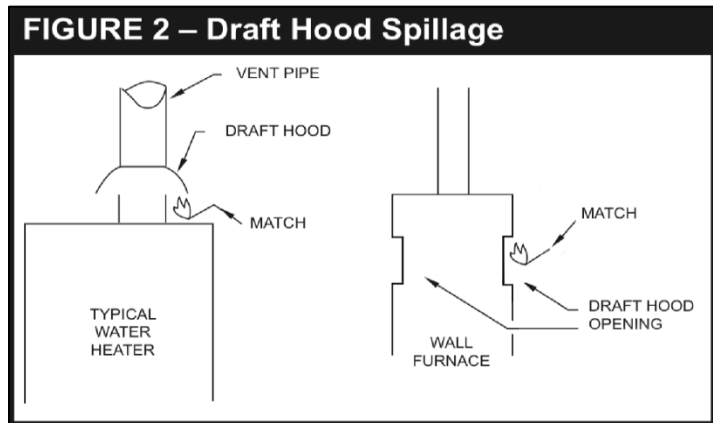 FIGURE 2 – Draft Hood Spillage
VENT PIPE
DRAFT HOOD
MATCH
TYPICAL
WATER
HEATER
MATCH
DRAFT HOOD
OPENING
WALL
FURNACE